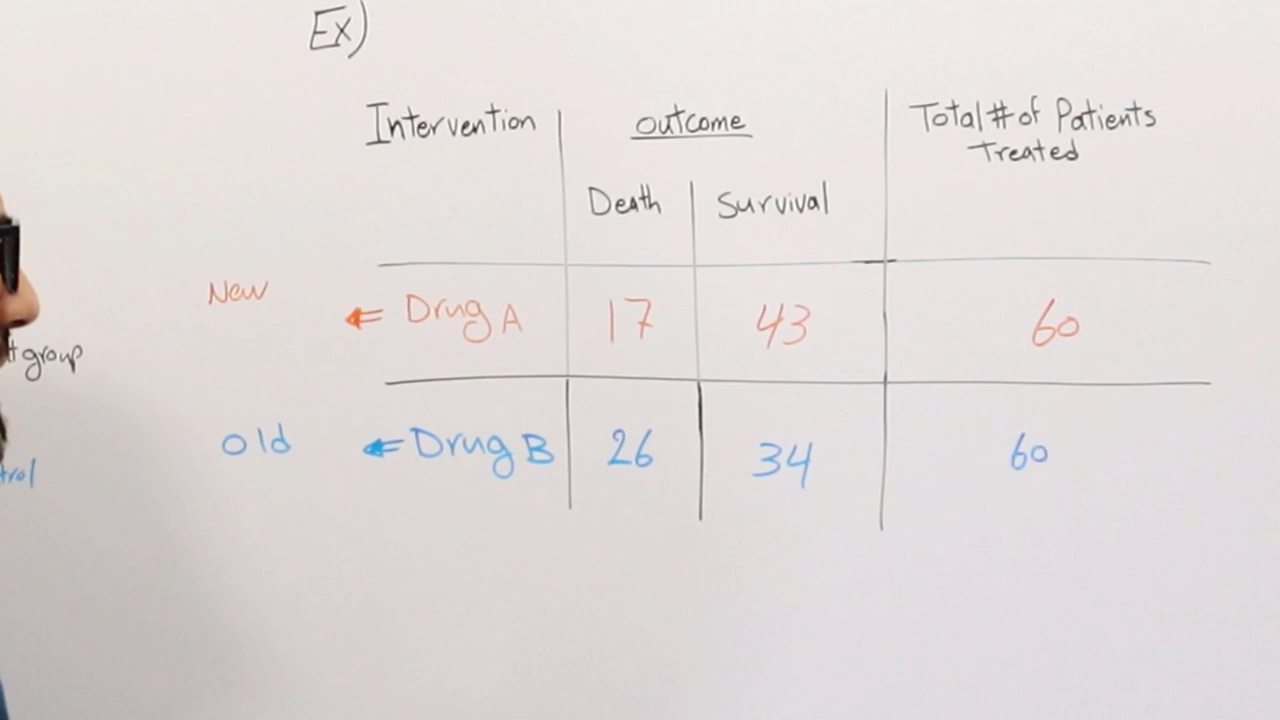 Ex)
Intervention
outcome
Total # of Patients
Treated
Death
Survival
New
⇐ Drug A
17
43
60
group
Old
⇐ Drug B
26
34
60